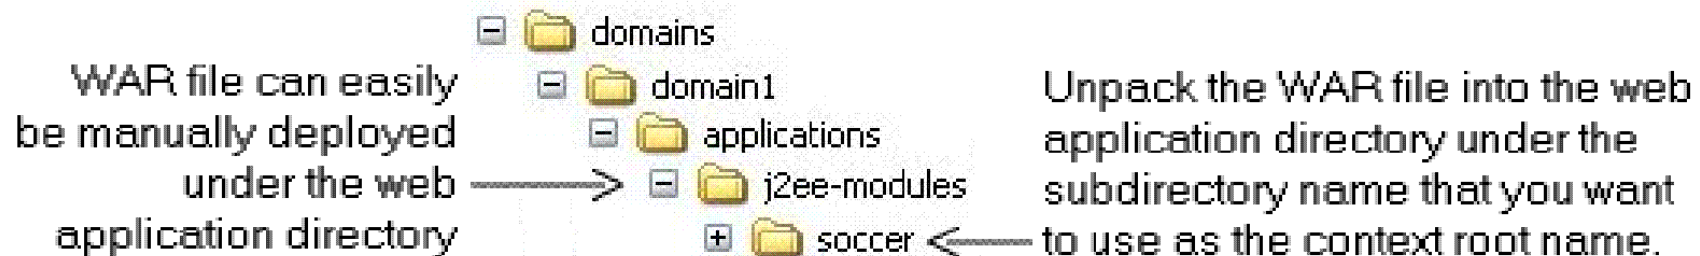 domains
domain1
applications
j2ee-modules
soccer
WAR file can easily
be manually deployed
under the web
application directory
Unpack the WAR file into the web
application directory under the
subdirectory name that you want
to use as the context root name.